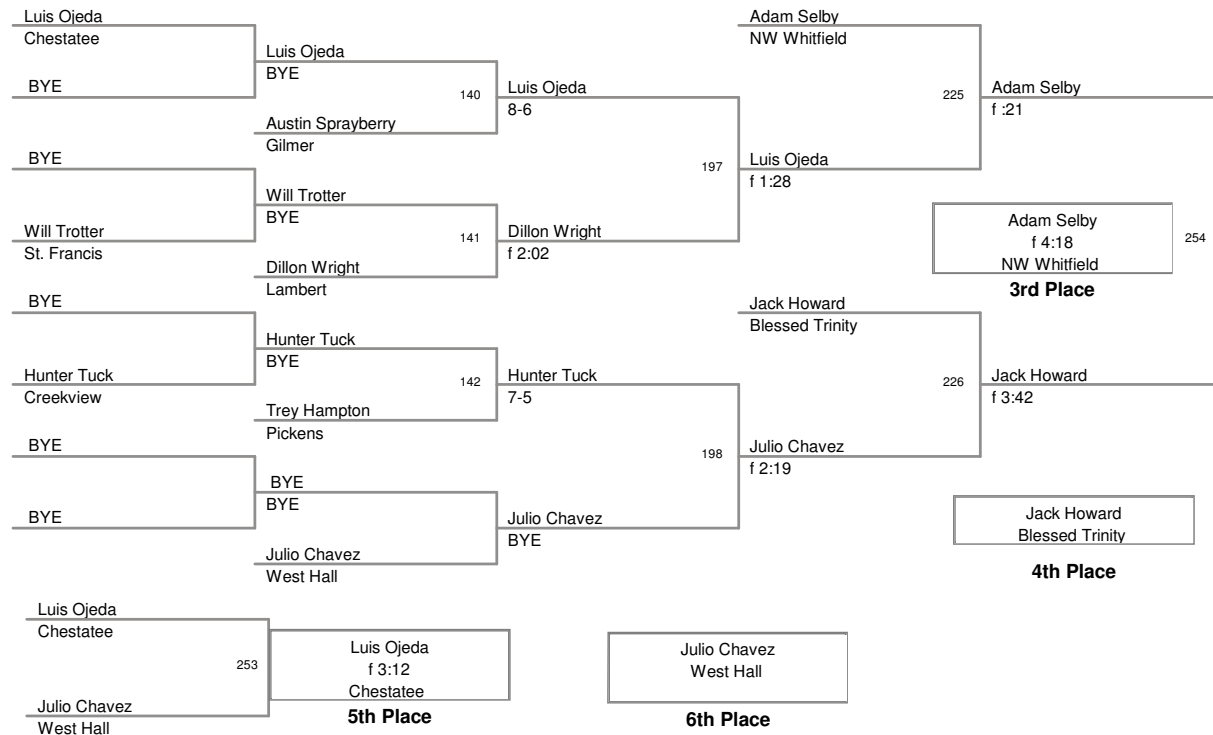 Luis Ojeda
Chestatee
BYE
BYE
Will Trotter
St. Francis
BYE
Hunter Tuck
Creekview
BYE
BYE
Luis Ojeda
BYE
140
Austin Sprayberry
Gilmer
Will Trotter
BYE
141
Dillon Wright
Lambert
Hunter Tuck
BYE
142
Trey Hampton
Pickens
BYE
BYE
Julio Chavez
West Hall
Luis Ojeda
8-6
197
Dillon Wright
f 2:02
Hunter Tuck
7-5
198
Julio Chavez
BYE
Adam Selby
NW Whitfield
225
Luis Ojeda
f 1:28
Jack Howard
Blessed Trinity
226
Julio Chavez
f 2:19
Adam Selby
f :21
Adam Selby
f 4:18
NW Whitfield
254
3rd Place
Jack Howard
f 3:42
Jack Howard
Blessed Trinity
4th Place
Luis Ojeda
Chestatee
253
Julio Chavez
West Hall
Luis Ojeda
f 3:12
Chestatee
5th Place
Julio Chavez
West Hall
6th Place